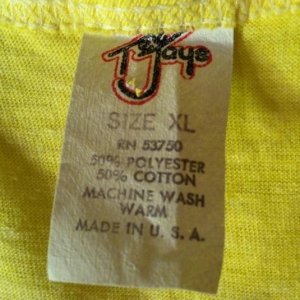 T Jays
SIZE XL
RN 53750
50% POLYESTER
50% COTTON
MACHINE WASH
WARM
MADE IN U. S. A.